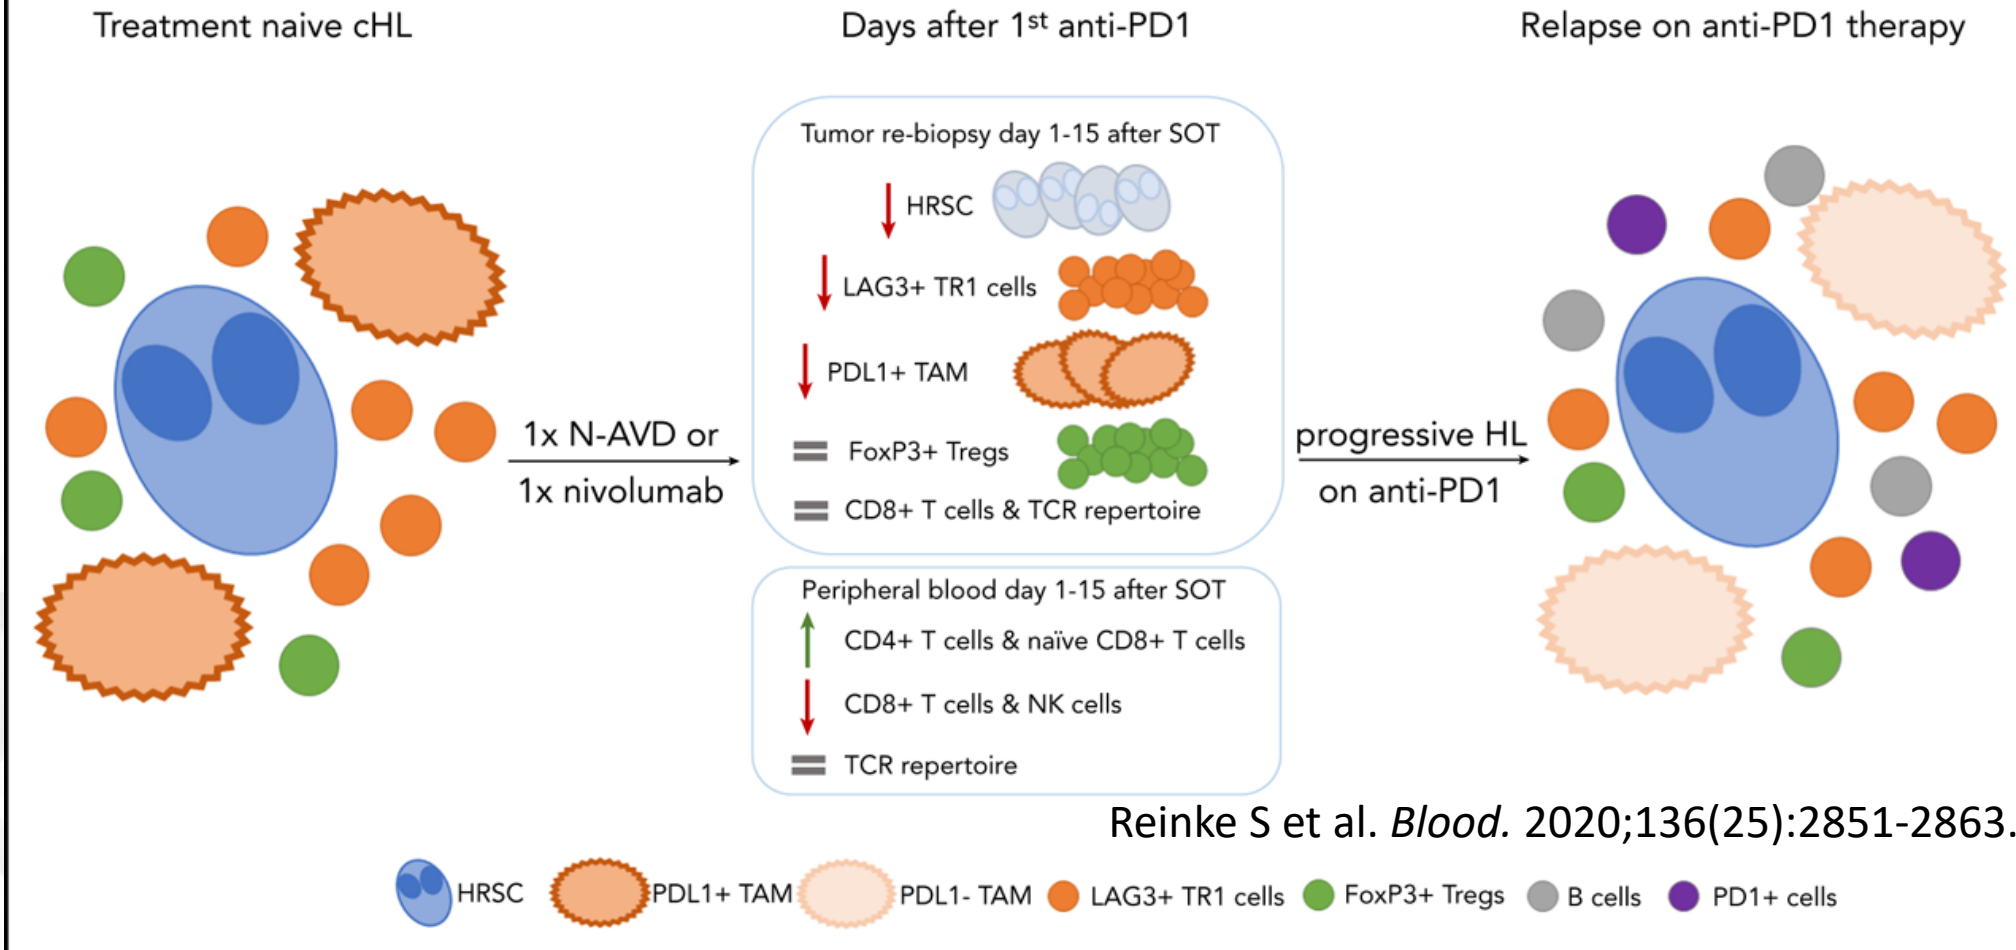 Treatment naive cHL
Days after 1st anti-PD1
Relapse on anti-PD1 therapy
Tumor re-biopsy day 1-15 after SOT
HRSC
LAG3+ TR1 cells
PDL1+ TAM
FoxP3+ Tregs
CD8+ T cells & TCR repertoire
1x N-AVD or
1x nivolumab
progressive HL
on anti-PD1
Peripheral blood day 1-15 after SOT
CD4+ T cells & naïve CD8+ T cells
CD8+ T cells & NK cells
TCR repertoire
Reinke S et al. Blood. 2020;136(25):2851-2863.
HRSC
PDL1+ TAM
PDL1- TAM
LAG3+ TR1 cells
FoxP3+ Tregs
B cells
PD1+ cells